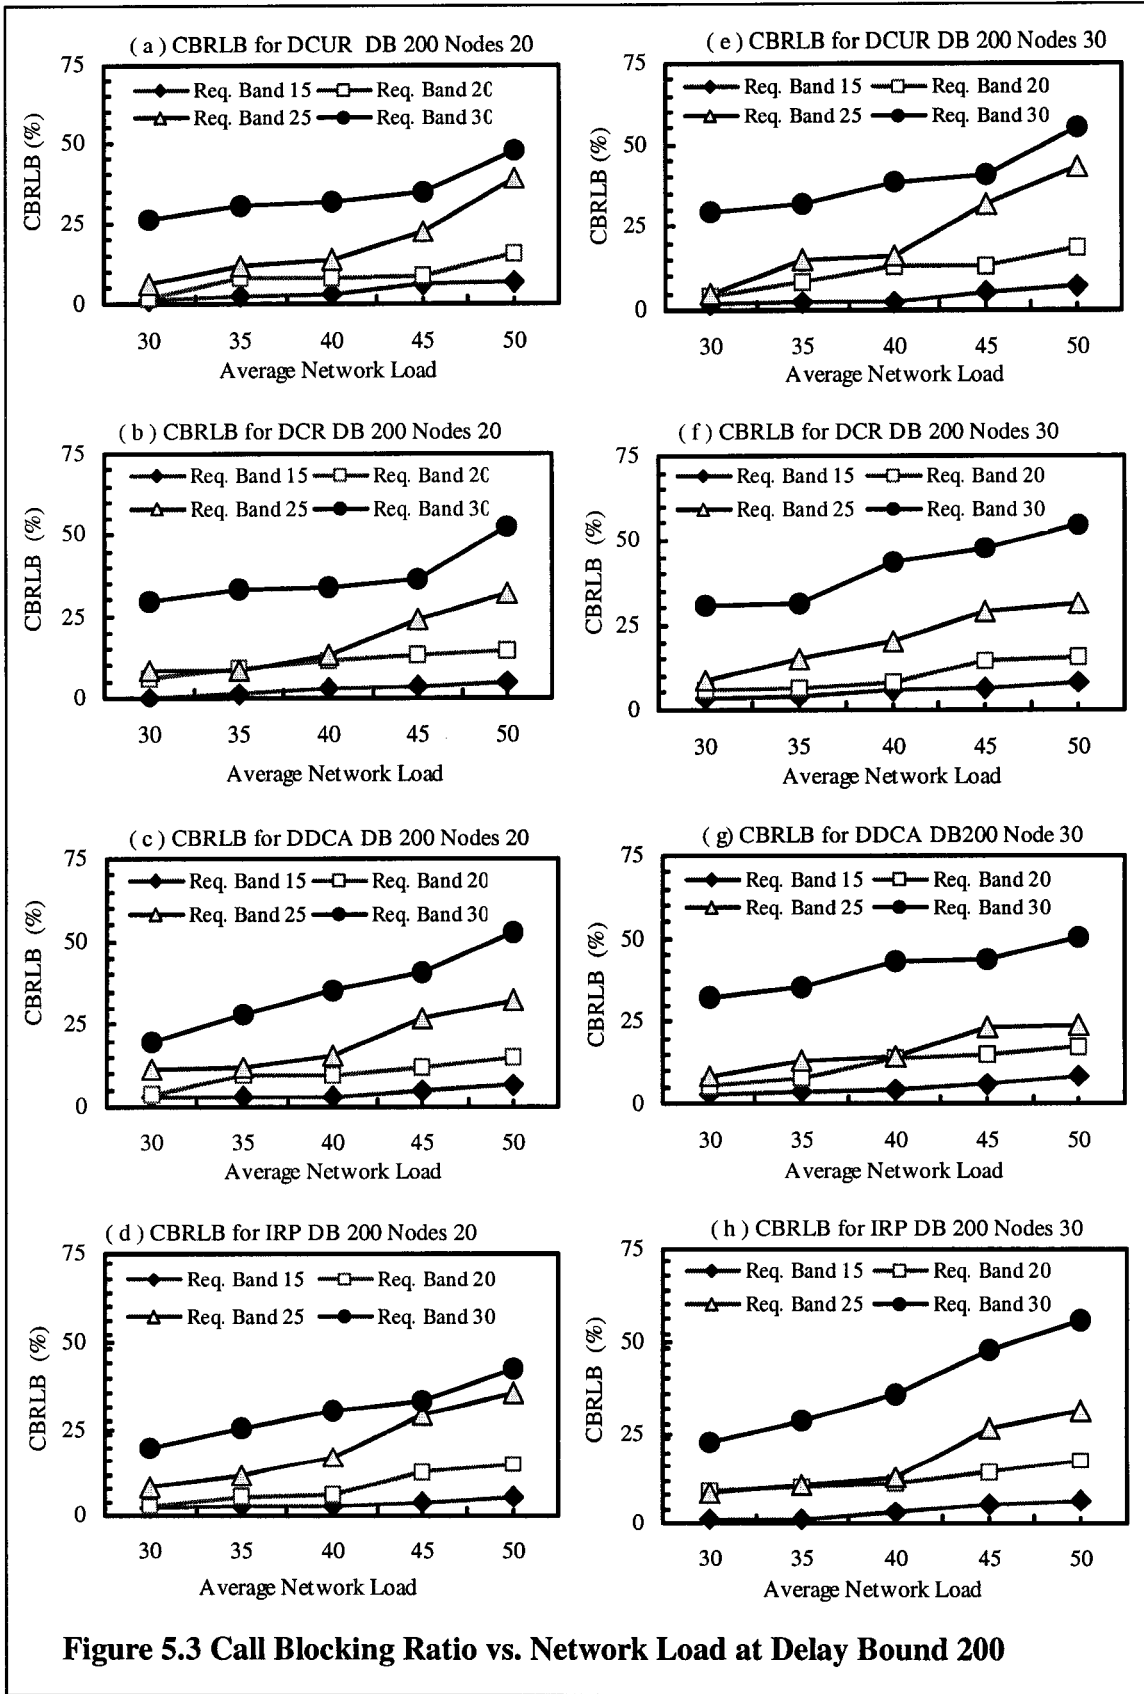 ( a ) CBRLB for DCUR DB 200 Nodes 20
75
50
25
0
CBRLB (%)
Req. Band 15
Req. Band 20
Req. Band 25
Req. Band 30
30 35 40 45 50
Average Network Load
( e ) CBRLB for DCUR DB 200 Nodes 30
75
50
25
0
CBRLB (%)
Req. Band 15
Req. Band 20
Req. Band 25
Req. Band 30
30 35 40 45 50
Average Network Load
( b ) CBRLB for DCR DB 200 Nodes 20
75
50
25
0
CBRLB (%)
Req. Band 15
Req. Band 20
Req. Band 25
Req. Band 30
30 35 40 45 50
Average Network Load
( f ) CBRLB for DCR DB 200 Nodes 30
75
50
25
0
CBRLB (%)
Req. Band 15
Req. Band 20
Req. Band 25
Req. Band 30
30 35 40 45 50
Average Network Load
( c ) CBRLB for DDCA DB 200 Nodes 20
75
50
25
0
CBRLB (%)
Req. Band 15
Req. Band 20
Req. Band 25
Req. Band 30
30 35 40 45 50
Average Network Load
( g) CBRLB for DDCA DB200 Node 30
75
50
25
0
CBRLB (%)
Req. Band 15
Req. Band 20
Req. Band 25
Req. Band 30
30 35 40 45 50
Average Network Load
( d ) CBRLB for IRP DB 200 Nodes 20
75
50
25
0
CBRLB (%)
Req. Band 15
Req. Band 20
Req. Band 25
Req. Band 30
30 35 40 45 50
Average Network Load
( h ) CBRLB for IRP DB 200 Nodes 30
75
50
25
0
CBRLB (%)
Req. Band 15
Req. Band 20
Req. Band 25
Req. Band 30
30 35 40 45 50
Average Network Load
Figure 5.3 Call Blocking Ratio vs. Network Load at Delay Bound 200